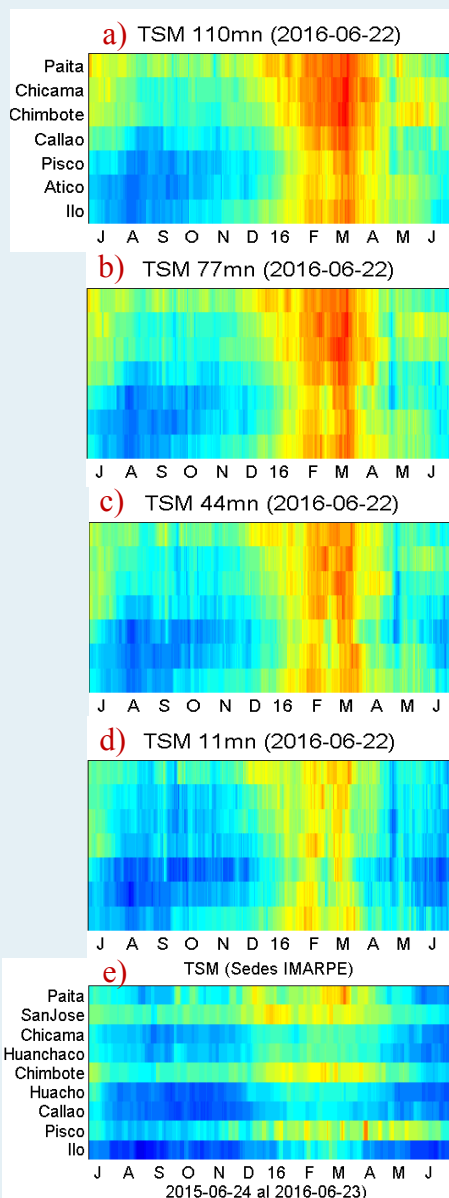 a) TSM 110mn (2016-06-22)
Paita
Chicama
Chimbote
Callao
Pisco
Atico
Ilo
J A S O N D 16 F M A M J
b) TSM 77mn (2016-06-22)
J A S O N D 16 F M A M J
c) TSM 44mn (2016-06-22)
J A S O N D 16 F M A M J
d) TSM 11mn (2016-06-22)
J A S O N D 16 F M A M J
e) TSM (Sedes IMARPE)
Paita
SanJose
Chicama
Huanchaco
Chimbote
Huacho
Callao
Pisco
Ilo
J A S O N D 16 F M A M J
2015-06-24 al 2016-06-23)